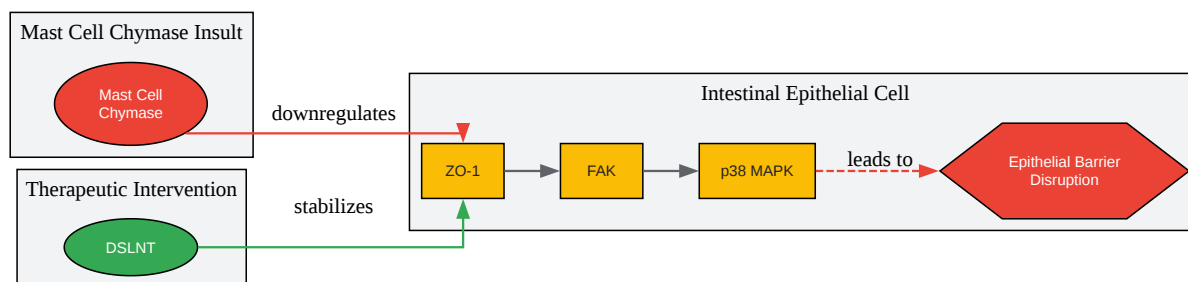 Mast Cell Chymase Insult
Mast Cell
Chymase
downregulates
Therapeutic Intervention
DSLNT
stabilizes
Intestinal Epithelial Cell
ZO-1
FAK
p38 MAPK
leads to
Epithelial Barrier
Disruption